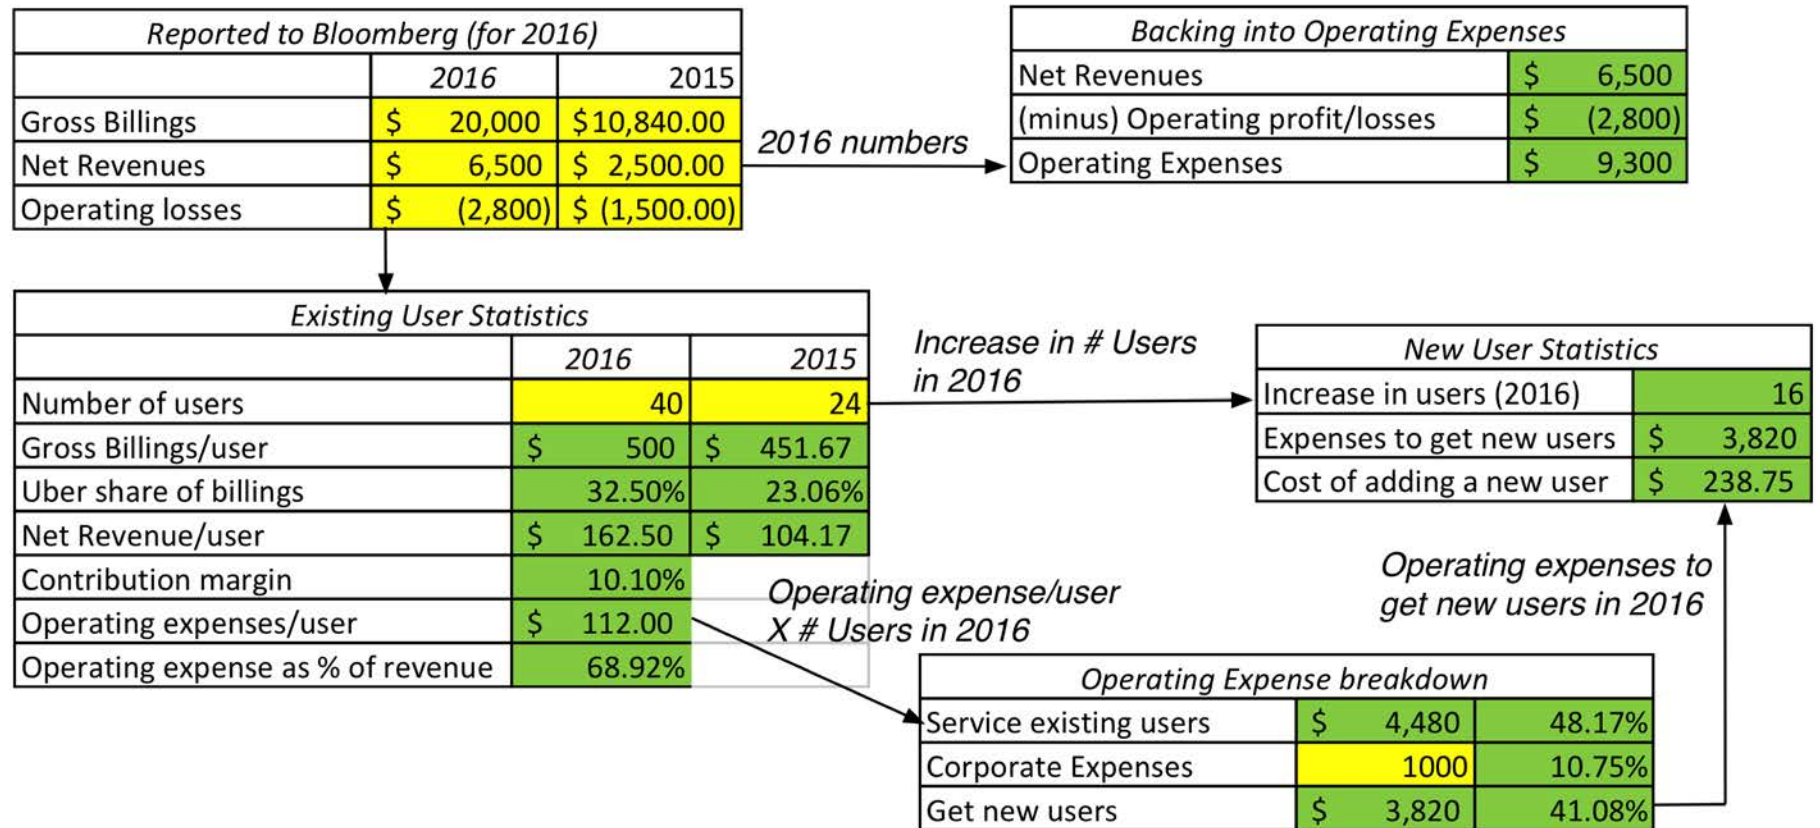 Reported to Bloomberg (for 2016)
2016 2015
Gross Billings $ 20,000 $10,840.00
Net Revenues $ 6,500 $ 2,500.00
Operating losses $ (2,800) $ (1,500.00)
2016 numbers
Backing into Operating Expenses
Net Revenues $ 6,500
(minus) Operating profit/losses $ (2,800)
Operating Expenses $ 9,300
Existing User Statistics
2016 2015
Number of users 40 24
Gross Billings/user $ 500 $ 451.67
Uber share of billings 32.50% 23.06%
Net Revenue/user $ 162.50 $ 104.17
Contribution margin 10.10%
Operating expenses/user $ 112.00
Operating expense as % of revenue 68.92%
Increase in # Users
in 2016
New User Statistics
Increase in users (2016) 16
Expenses to get new users $ 3,820
Cost of adding a new user $ 238.75
Operating expense/user
X # Users in 2016
Operating expenses to
get new users in 2016
Operating Expense breakdown
Service existing users $ 4,480 48.17%
Corporate Expenses 1000 10.75%
Get new users $ 3,820 41.08%